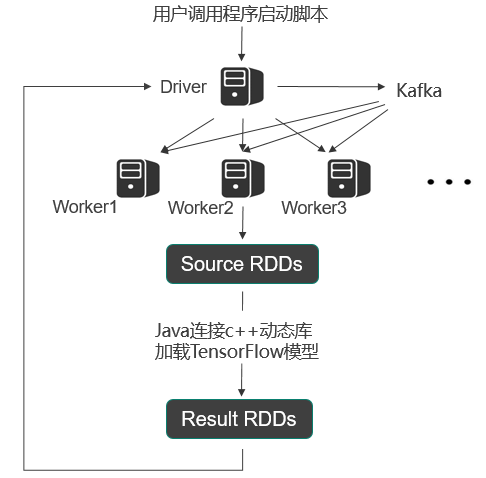 用户调用程序启动脚本
Driver
Kafka
Worker1
Worker2
Worker3
...
Source RDDs
Java连接c++动态库
加载TensorFlow模型
Result RDDs